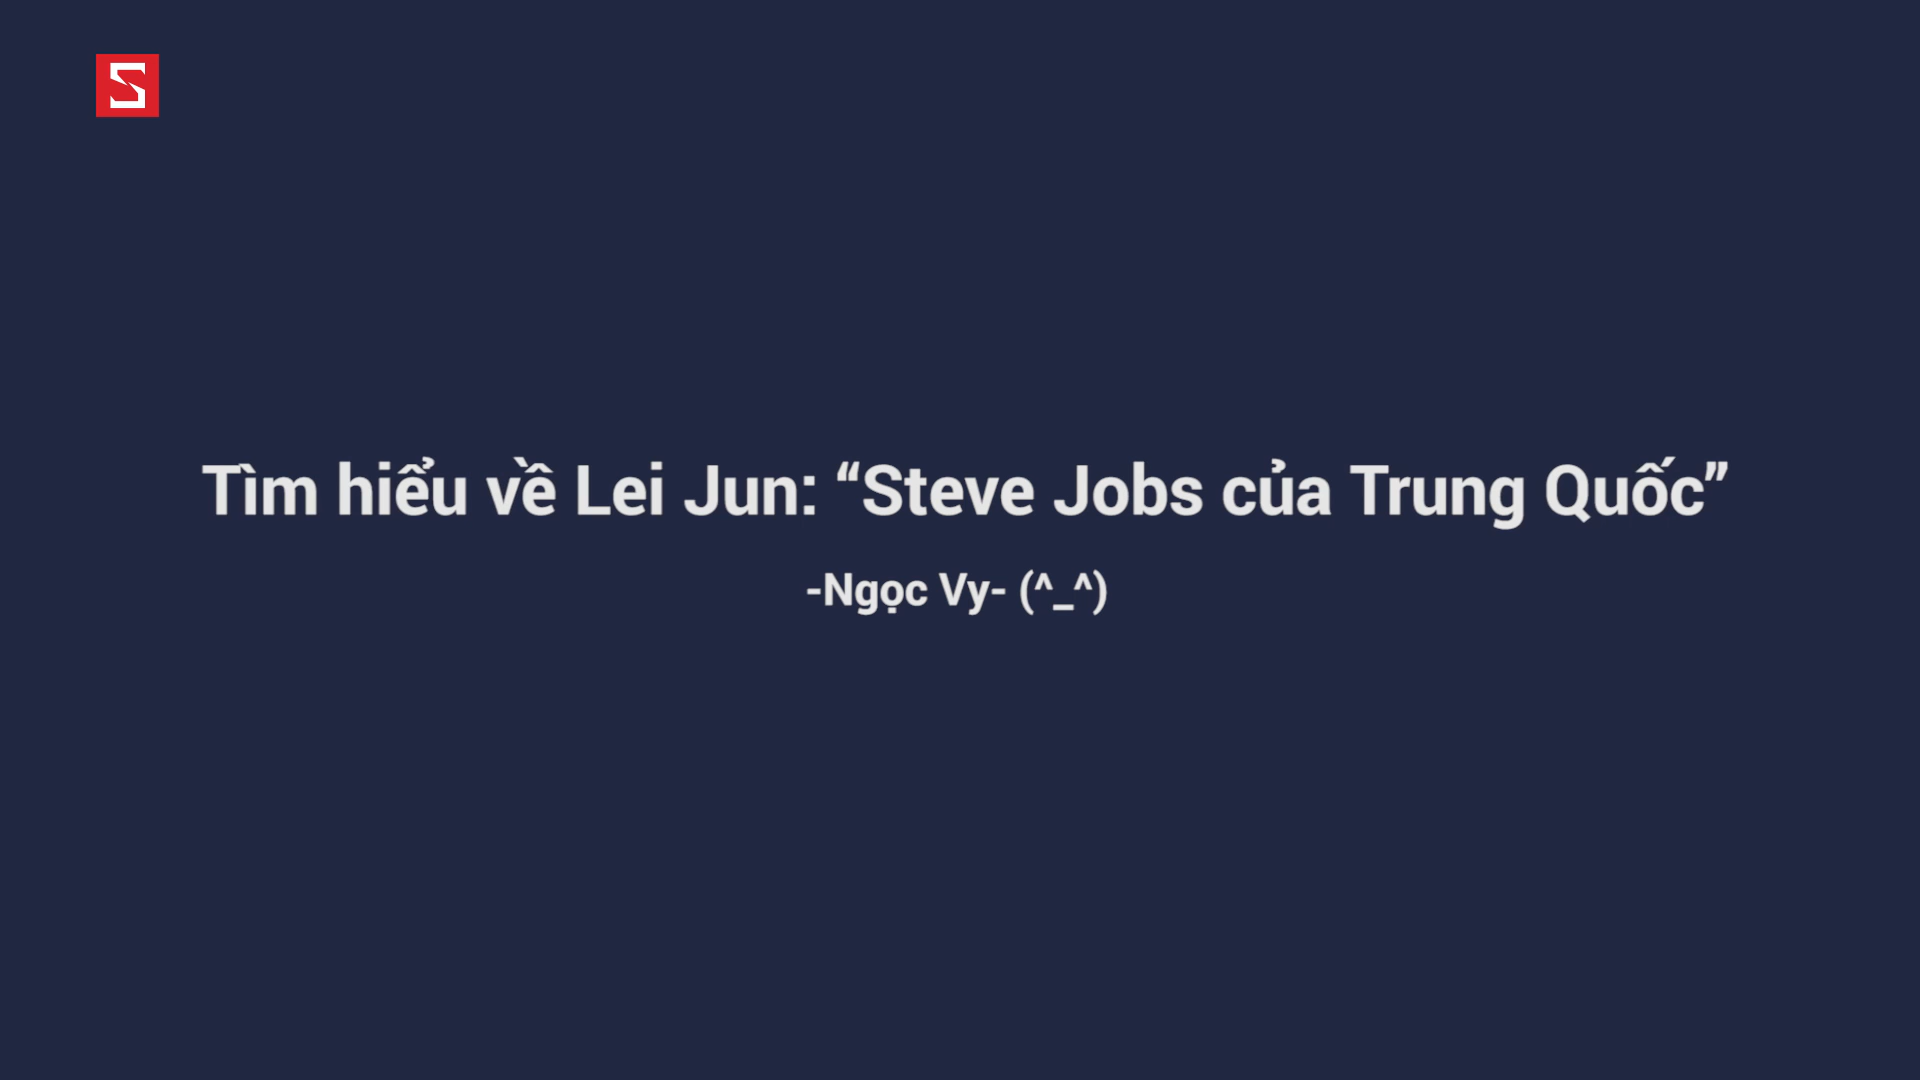 S
Tìm hiểu về Lei Jun: “Steve Jobs của Trung Quốc”
-Ngọc Vy- (^_^)